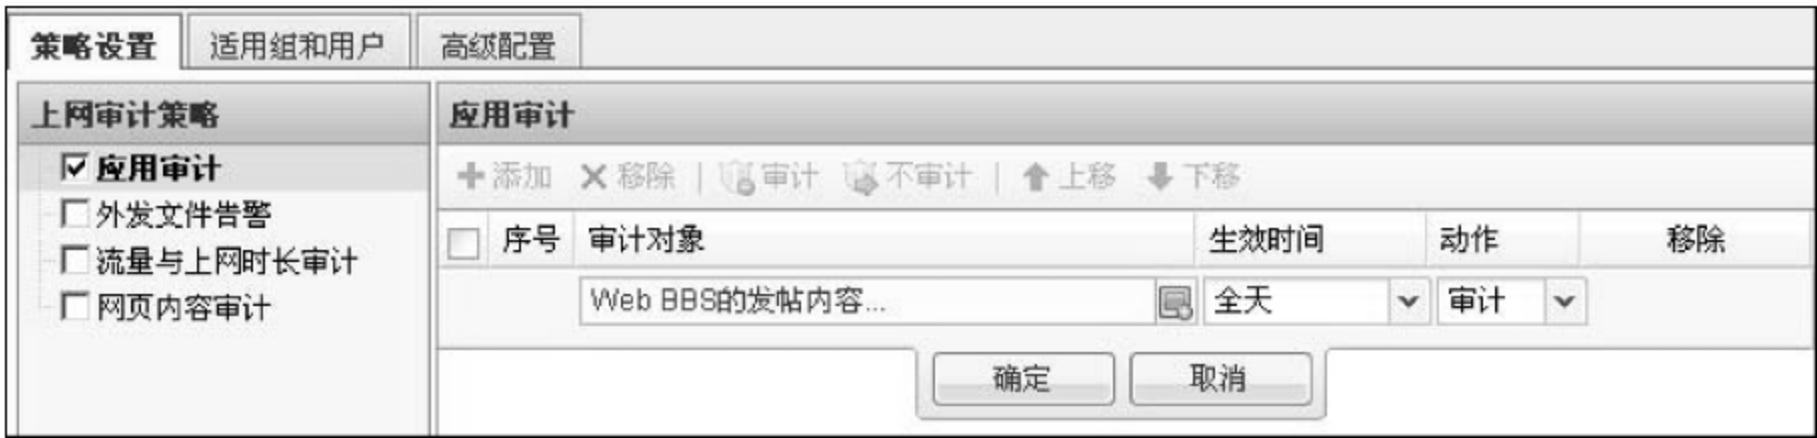 策略设置 适用组和用户 高级配置
上网审计策略
应用审计
外发文件告警
流量与上网时长审计
网页内容审计
应用审计
添加 移除 | 审计 不审计 | 上移 下移
序号 审计对象 生效时间 动作 移除
Web BBS的发帖内容... 全天 审计
确定 取消